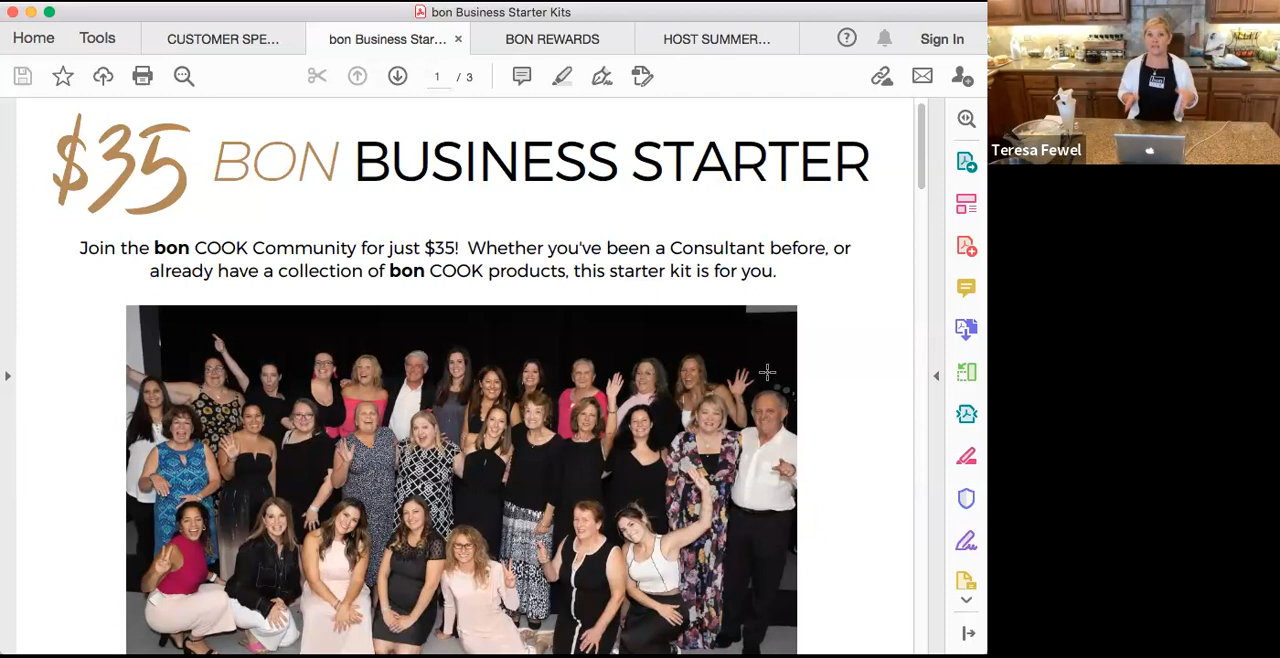 bon Business Starter Kits
Home
Tools
CUSTOMER SPE...
bon Business Star... ×
BON REWARDS
HOST SUMMER...
Sign In
1 / 3
$35 BON BUSINESS STARTER
Join the bon COOK Community for just $35! Whether you've been a Consultant before, or
already have a collection of bon COOK products, this starter kit is for you.
Teresa Fewel
bon